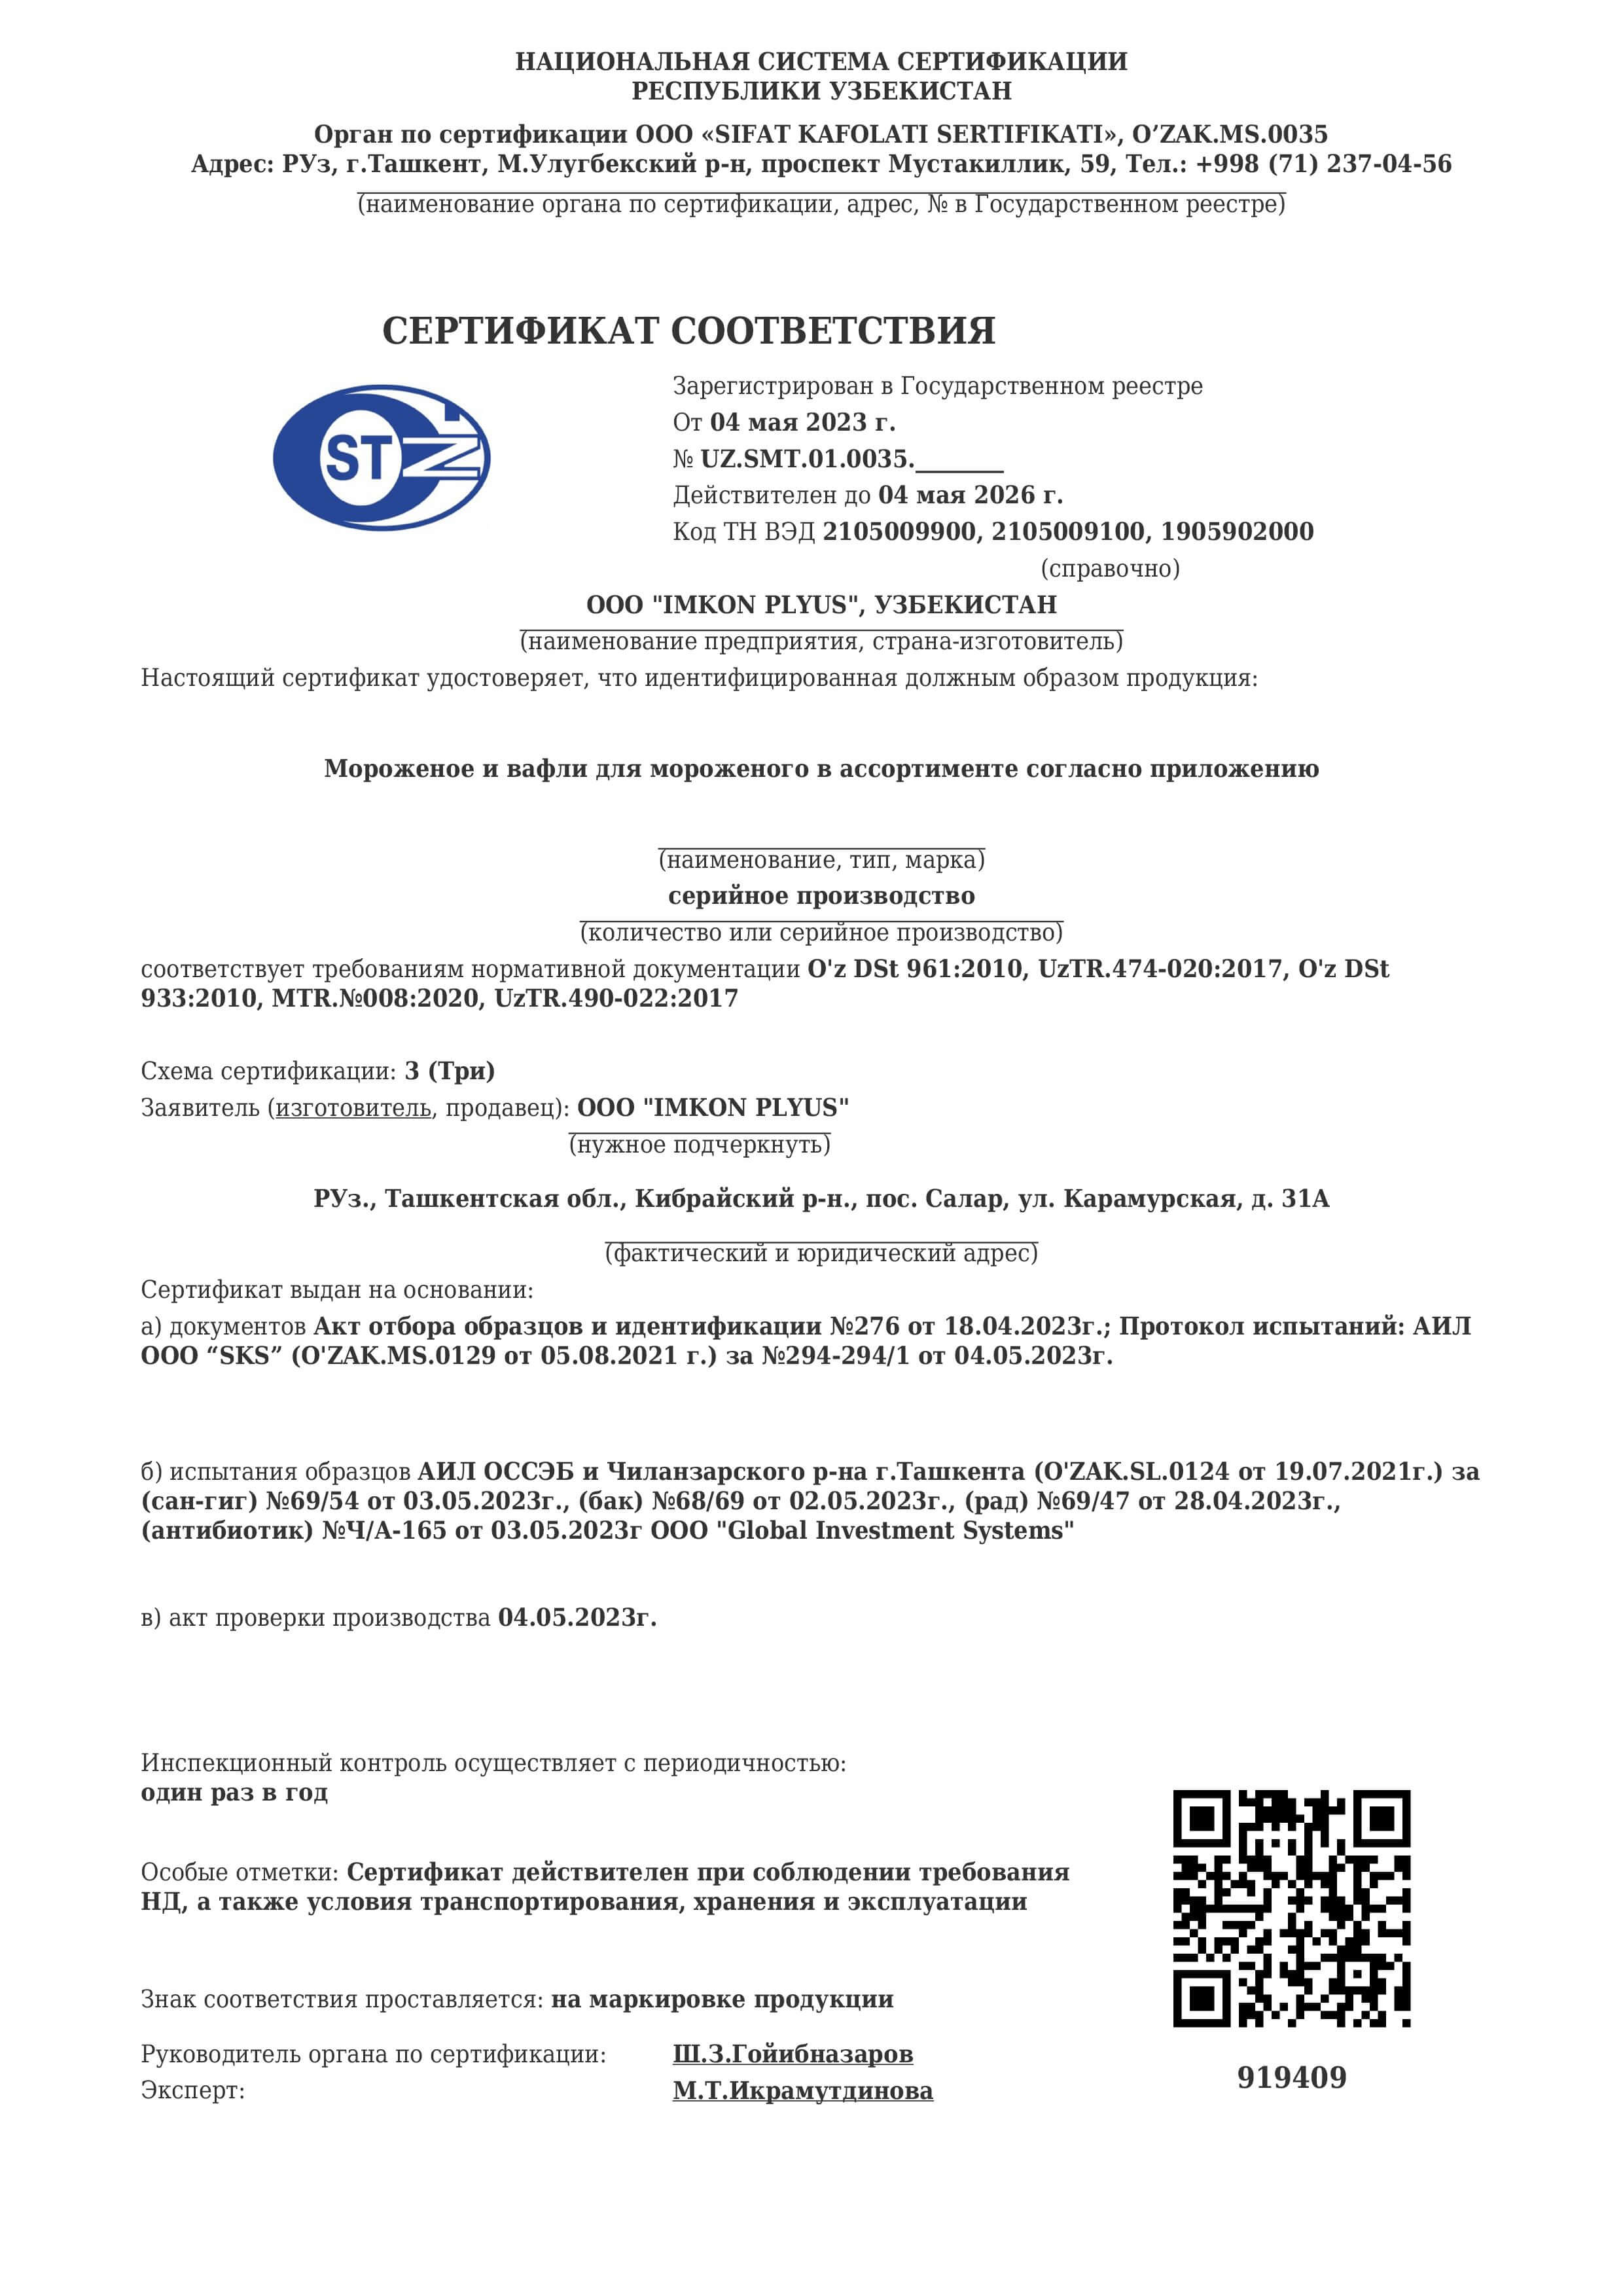 НАЦИОНАЛЬНАЯ СИСТЕМА СЕРТИФИКАЦИИ
РЕСПУБЛИКИ УЗБЕКИСТАН
Орган по сертификации ООО «SIFAT KAFOLATI SERTIFIKATI», O’ZAK.MS.0035
Адрес: РУз, г.Ташкент, М.Улугбекский р-н, проспект Мустакиллик, 59, Тел.: +998 (71) 237-04-56
(наименование органа по сертификации, адрес, № в Государственном реестре)
СЕРТИФИКАТ СООТВЕТСТВИЯ
ST
Зарегистрирован в Государственном реестре
От 04 мая 2023 г.
№ UZ.SMT.01.0035.________
Действителен до 04 мая 2026 г.
Код ТН ВЭД 2105009900, 2105009100, 1905902000
(справочно)
ООО "IMKON PLYUS", УЗБЕКИСТАН
(наименование предприятия, страна-изготовитель)
Настоящий сертификат удостоверяет, что идентифицированная должным образом продукция:
Мороженое и вафли для мороженого в ассортименте согласно приложению
(наименование, тип, марка)
серийное производство
(количество или серийное производство)
соответствует требованиям нормативной документации O'z DSt 961:2010, UzTR.474-020:2017, O'z DSt
933:2010, MTR.№008:2020, UzTR.490-022:2017
Схема сертификации: 3 (Три)
Заявитель (изготовитель, продавец): ООО "IMKON PLYUS"
(нужное подчеркнуть)
РУз., Ташкентская обл., Кибрайский р-н., пос. Салар, ул. Карамурская, д. 31А
(фактический и юридический адрес)
Сертификат выдан на основании:
а) документов Акт отбора образцов и идентификации №276 от 18.04.2023г.; Протокол испытаний: АИЛ
ООО “SKS” (O'ZAK.MS.0129 от 05.08.2021 г.) за №294-294/1 от 04.05.2023г.
б) испытания образцов АИЛ ОССЭБ и Чиланзарского р-на г.Ташкента (O'ZAK.SL.0124 от 19.07.2021г.) за
(сан-гиг) №69/54 от 03.05.2023г., (бак) №68/69 от 02.05.2023г., (рад) №69/47 от 28.04.2023г.,
(антибиотик) №Ч/А-165 от 03.05.2023г ООО "Global Investment Systems"
в) акт проверки производства 04.05.2023г.
Инспекционный контроль осуществляет с периодичностью:
один раз в год
Особые отметки: Сертификат действителен при соблюдении требования
НД, а также условия транспортирования, хранения и эксплуатации
Знак соответствия проставляется: на маркировке продукции
Руководитель органа по сертификации: Ш.З.Гойибназаров
Эксперт: М.Т.Икрамутдинова
919409